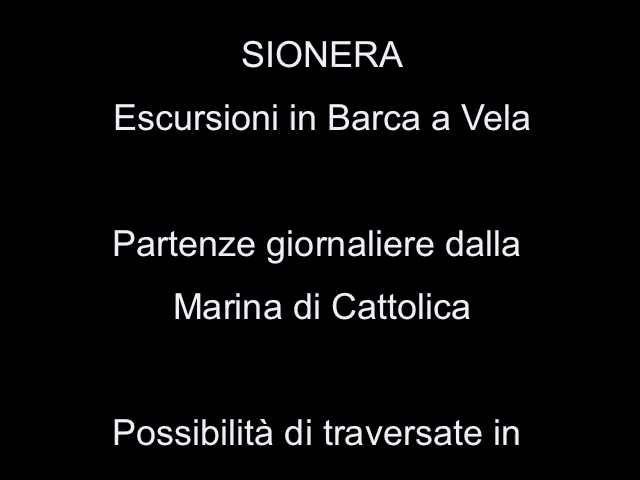 SIONERA
Escursioni in Barca a Vela
Partenze giornaliere dalla
Marina di Cattolica
Possibilità di traversate in